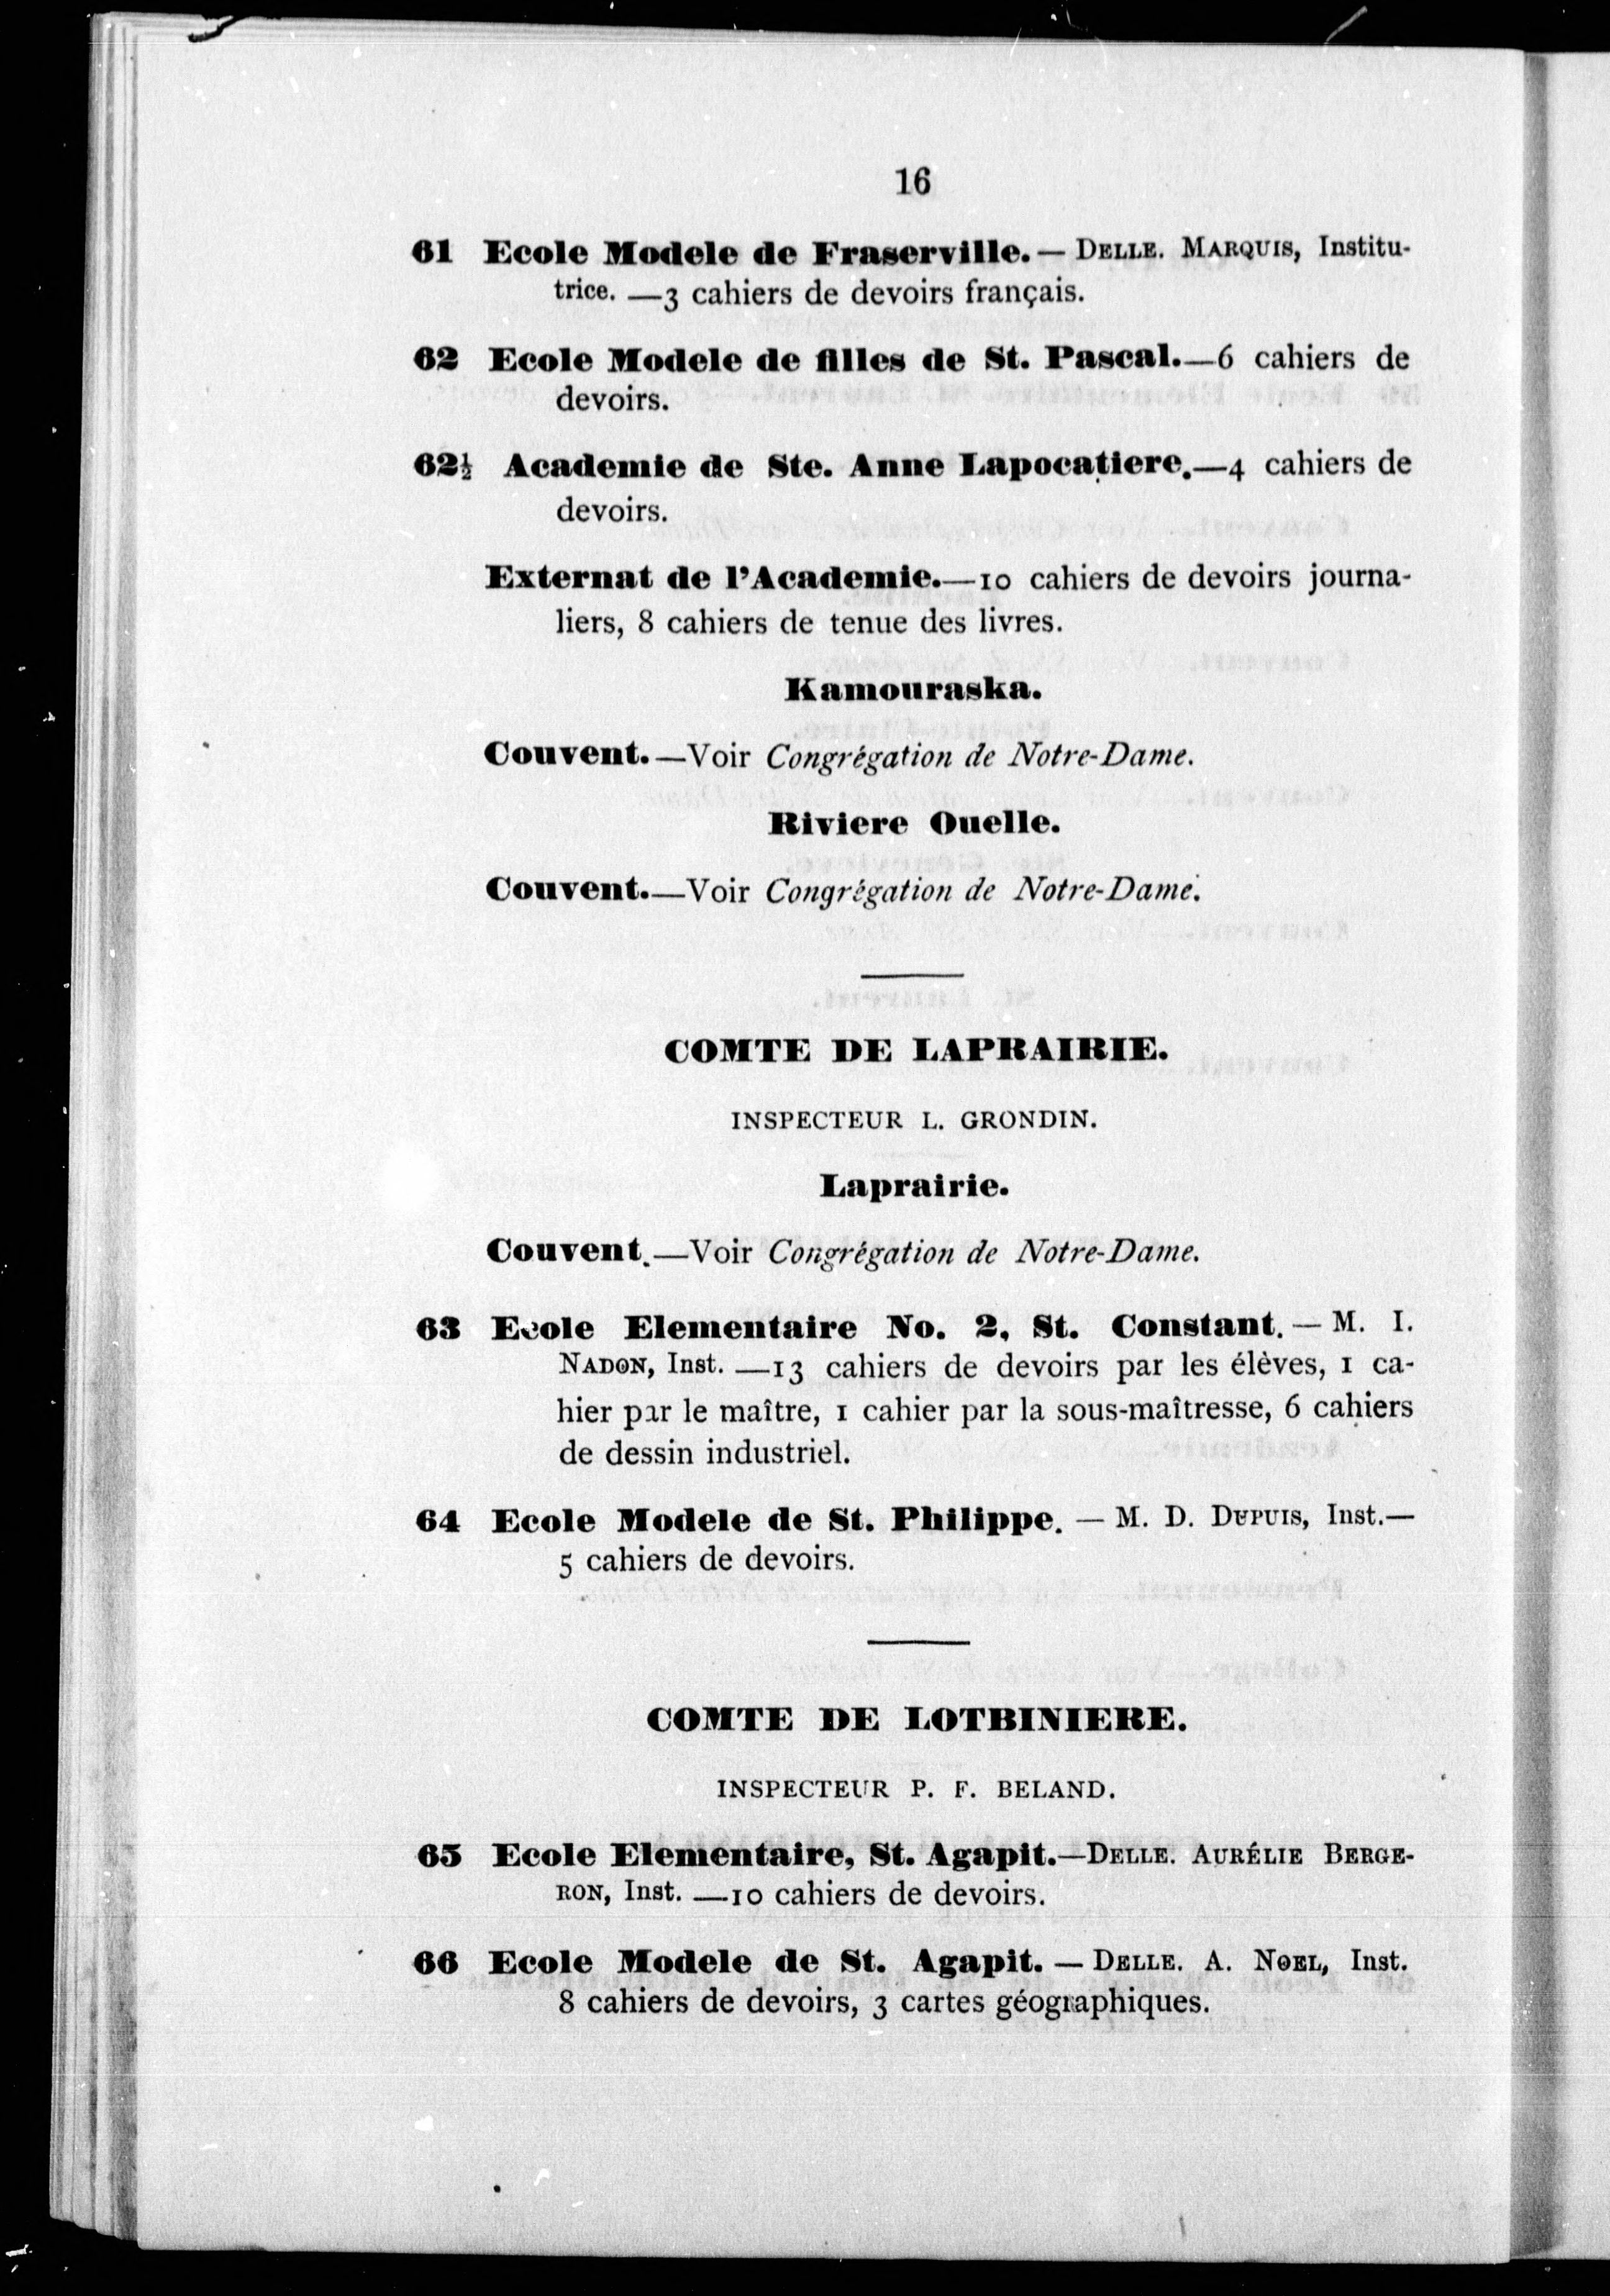 16
61 Ecole Modele de Fraserville. — DELLE. MARQUIS, Institu-
trice. —3 cahiers de devoirs français.
62 Ecole Modele de filles de St. Pascal.—6 cahiers de
devoirs.
62½ Academie de Ste. Anne Lapocatiere.—4 cahiers de
devoirs.
Externat de l'Academie.—10 cahiers de devoirs journa-
liers, 8 cahiers de tenue des livres.
Kamouraska.
Couvent.—Voir Congrégation de Notre-Dame.
Riviere Ouelle.
Couvent.—Voir Congrégation de Notre-Dame.
COMTE DE LAPRAIRIE.
INSPECTEUR L. GRONDIN.
Laprairie.
Couvent.—Voir Congrégation de Notre-Dame.
63 Ecole Elementaire No. 2, St. Constant. — M. I.
NADON, Inst. —13 cahiers de devoirs par les élèves, 1 ca-
hier par le maître, 1 cahier par la sous-maîtresse, 6 cahiers
de dessin industriel.
64 Ecole Modele de St. Philippe. — M. D. DUPUIS, Inst.—
5 cahiers de devoirs.
COMTE DE LOTBINIERE.
INSPECTEUR P. F. BELAND.
65 Ecole Elementaire, St. Agapit.—DELLE. AURÉLIE BERGE-
RON, Inst. —10 cahiers de devoirs.
66 Ecole Modele de St. Agapit. — DELLE. A. NOEL, Inst.
8 cahiers de devoirs, 3 cartes géographiques.